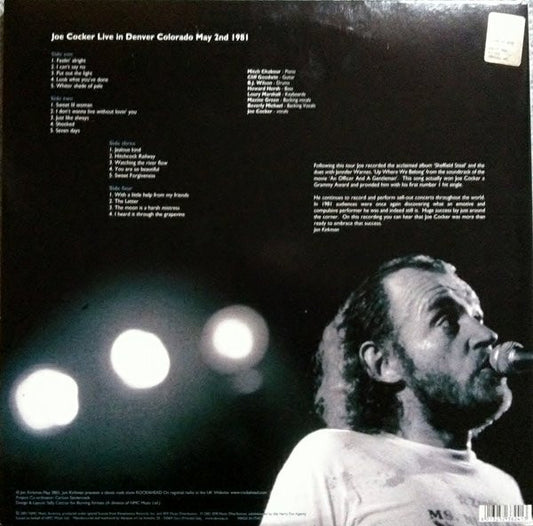 Joe Cocker Live in Denver Colorado May 2nd 1981
Side one
1. Feelin' alright
2. I can't say no
3. Put out the light
4. Look what you've done
5. Whiter shade of pale
Side two
1. Sweet lil woman
2. I don't wanna live without lovin' you
3. Just like always
4. Shocked
5. Seven days
Side three
1. Jealous kind
2. Hitchcock Railway
3. Watching the river flow
4. You are so beautiful
5. Sweet Forgiveness
Side four
1. With a little help from my friends
2. The Letter
3. The moon is a harsh mistress
4. I heard it through the grapevine
Mitch Chakour - Piano
Cliff Goodwin - Guitar
B.J. Wilson - Drums
Howard Hersh - Bass
Larry Marshall - Keyboards
Maxine Green - Backing vocals
Beverly Michael - Backing Vocals
Joe Cocker - vocals
Following this tour Joe recorded the acclaimed album 'Sheffield Steel' and the
duet with Jennifer Warnes, 'Up Where We Belong' from the soundtrack of the
movie 'An Officer And A Gentleman'. This song actually won Joe Cocker a
Grammy Award and provided him with his first number 1 hit single.
He continues to record and perform sell-out concerts throughout the world.
In 1981 audiences were once again discovering what an emotive and
compulsive performer he was and indeed still is. Huge success lay just around
the corner. On this recording you can hear that Joe Cocker was more than
ready to embrace that success.
Jon Kirkman